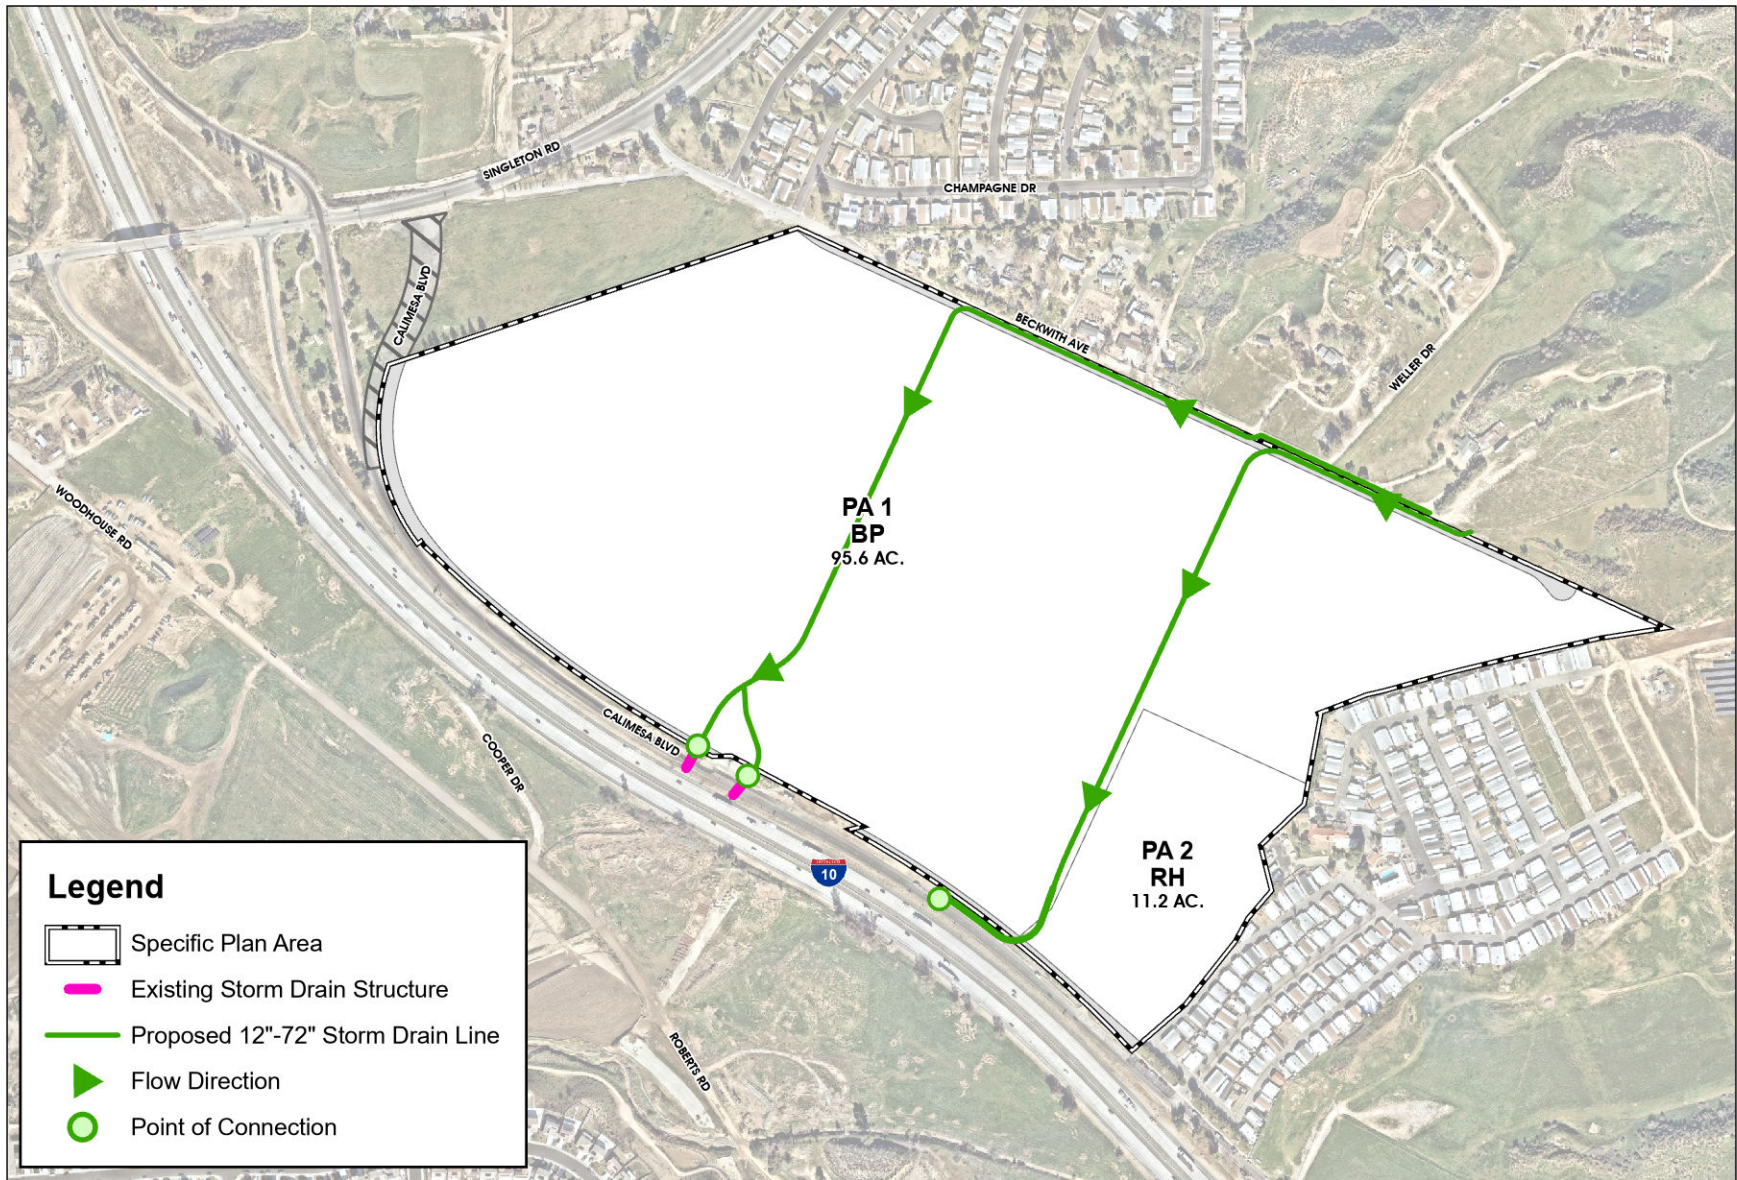 SINGLETON RD
CHAMPAGNE DR
CALIMESA BLVD
BECKWITH AVE
WELLER DR
WOODHOUSE RD
PA 1
BP
95.6 AC.
CALIMESA BLVD
COOPER DR
10
PA 2
RH
11.2 AC.
ROBERTS RD
Legend
Specific Plan Area
Existing Storm Drain Structure
Proposed 12"-72" Storm Drain Line
Flow Direction
Point of Connection